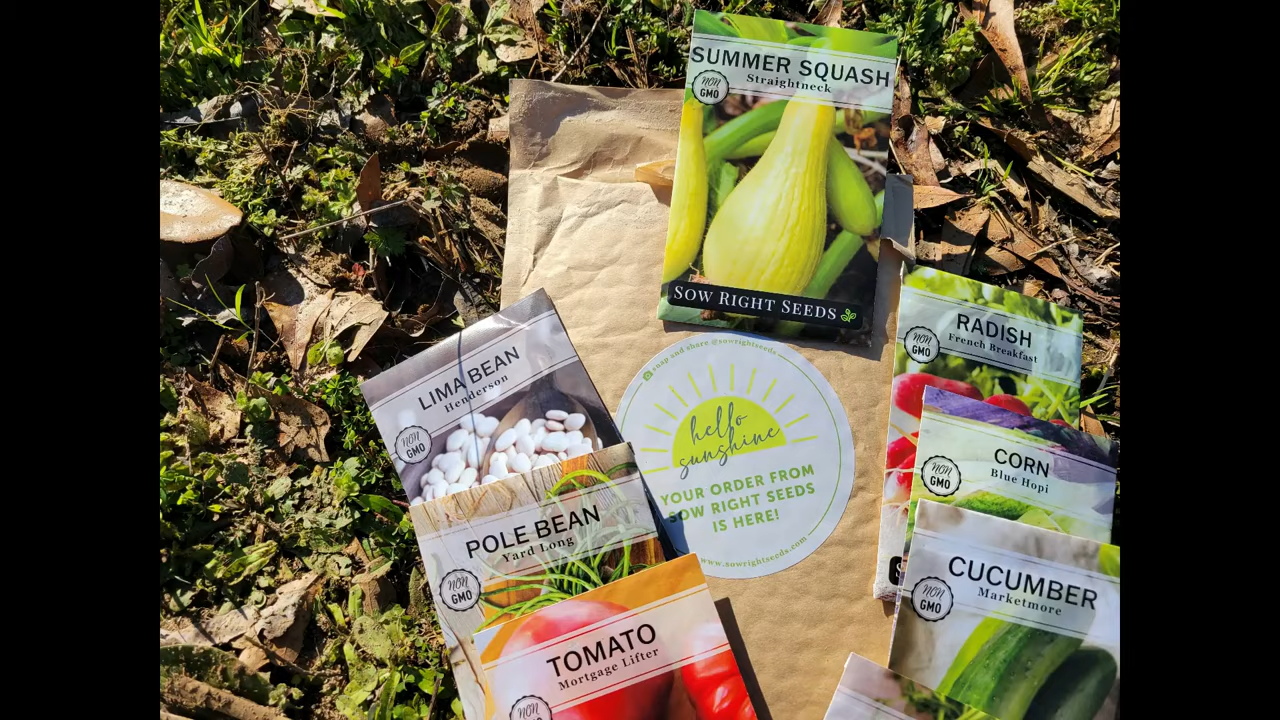 SUMMER SQUASH
Straightneck
NON
GMO
SOW RIGHT SEEDS
LIMA BEAN
Henderson
NON
GMO
POLE BEAN
Yard Long
NON
GMO
TOMATO
Mortgage Lifter
NON
GMO
snap and share @sowrightseeds
hello
sunshine
YOUR ORDER FROM
SOW RIGHT SEEDS
IS HERE!
www.sowrightseeds.com
RADISH
French Breakfast
NON
GMO
CORN
Blue Hopi
NON
GMO
CUCUMBER
Marketmore
NON
GMO